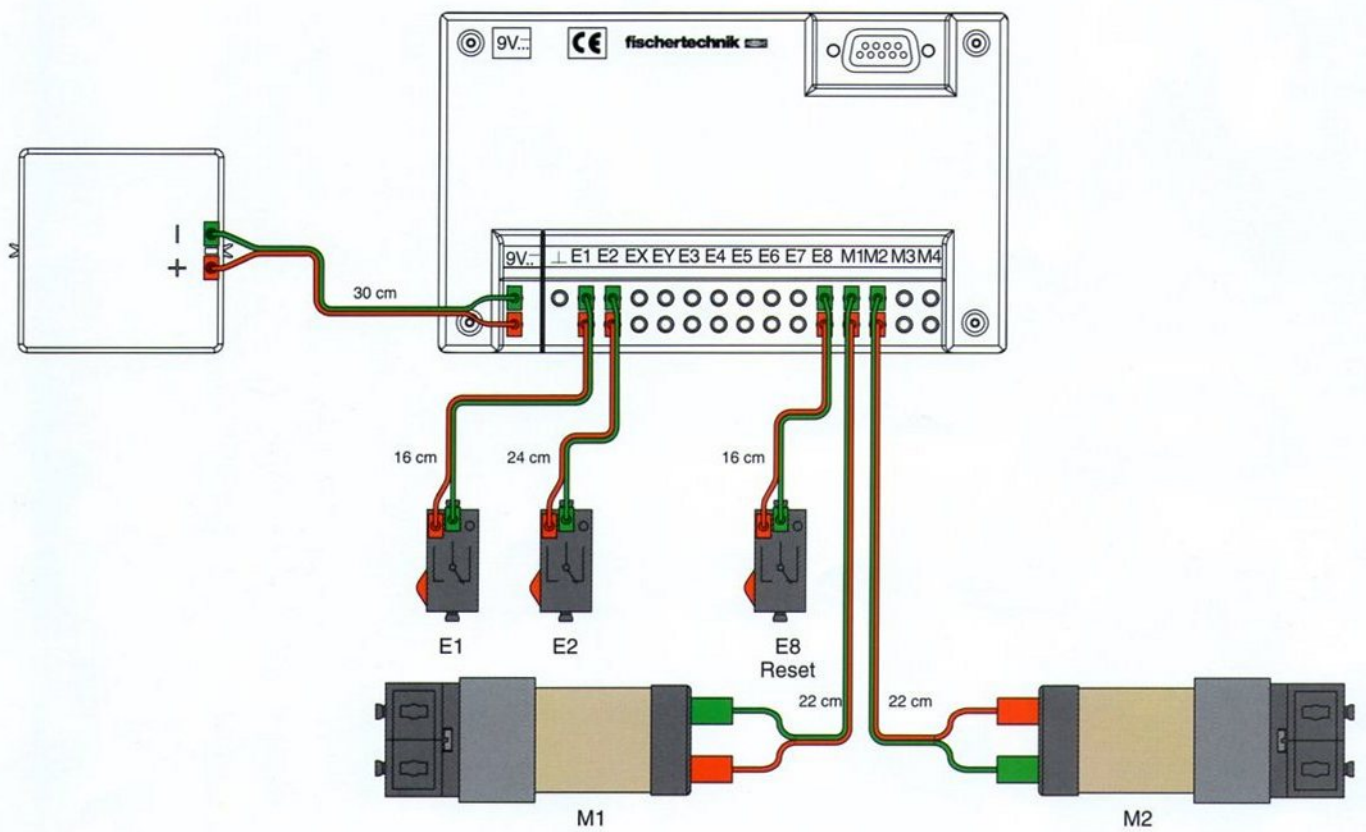 9V CE fischertechnik
−
+
30 cm
9V ⊥ E1 E2 EX EY E3 E4 E5 E6 E7 E8 M1 M2 M3 M4
16 cm
24 cm
16 cm
E1
E2
E8
Reset
22 cm
22 cm
M1
M2